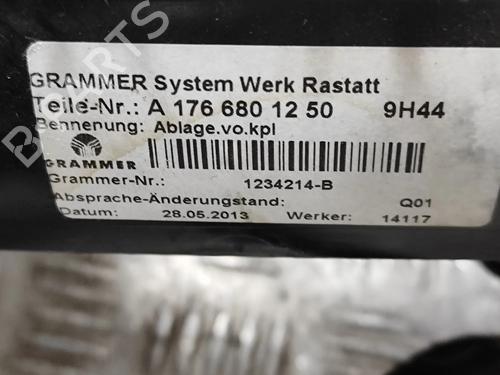 GRAMMER System Werk Rastatt
Teile-Nr.: A 176 680 12 50 9H44
Bennenung: Ablage.vo.kpl
GRAMMER
Grammer-Nr.: 1234214-B
Absprache-Änderungstand: Q01
Datum: 28.05.2013 Werker: 14117